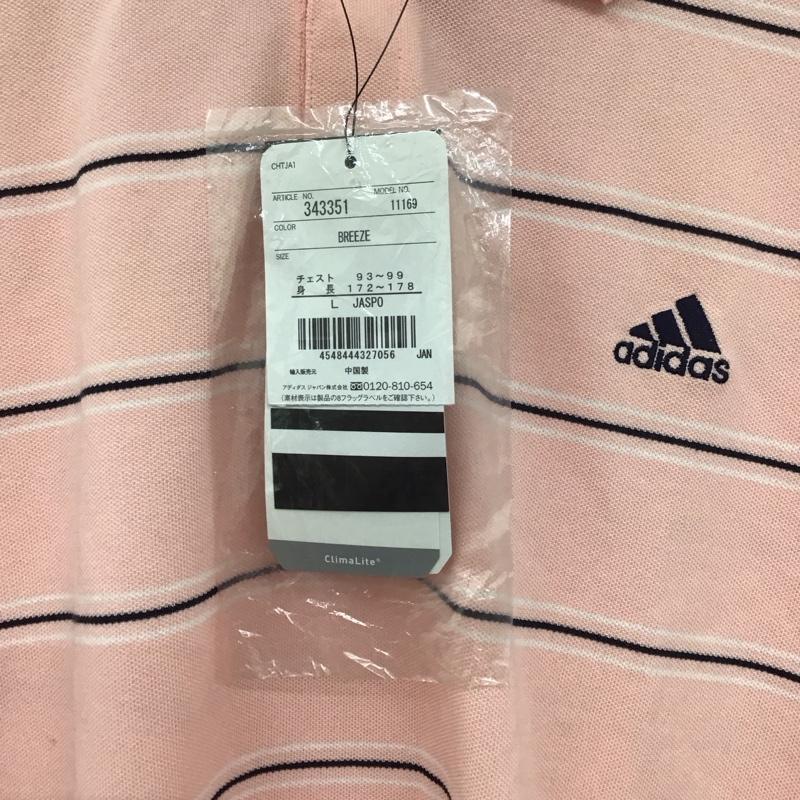 CHTJA1
ARTICLE NO. MODEL NO.
343351 11169
COLOR
BREEZE
SIZE
チェスト 93～99
身 長 172～178
L JASPO
4548444327056 JAN
輸入販売元 中国製
アディダス ジャパン株式会社 0120-810-654
(素材表示は製品の8フラッグラベルをご確認下さい。)
ClimaLite®
adidas